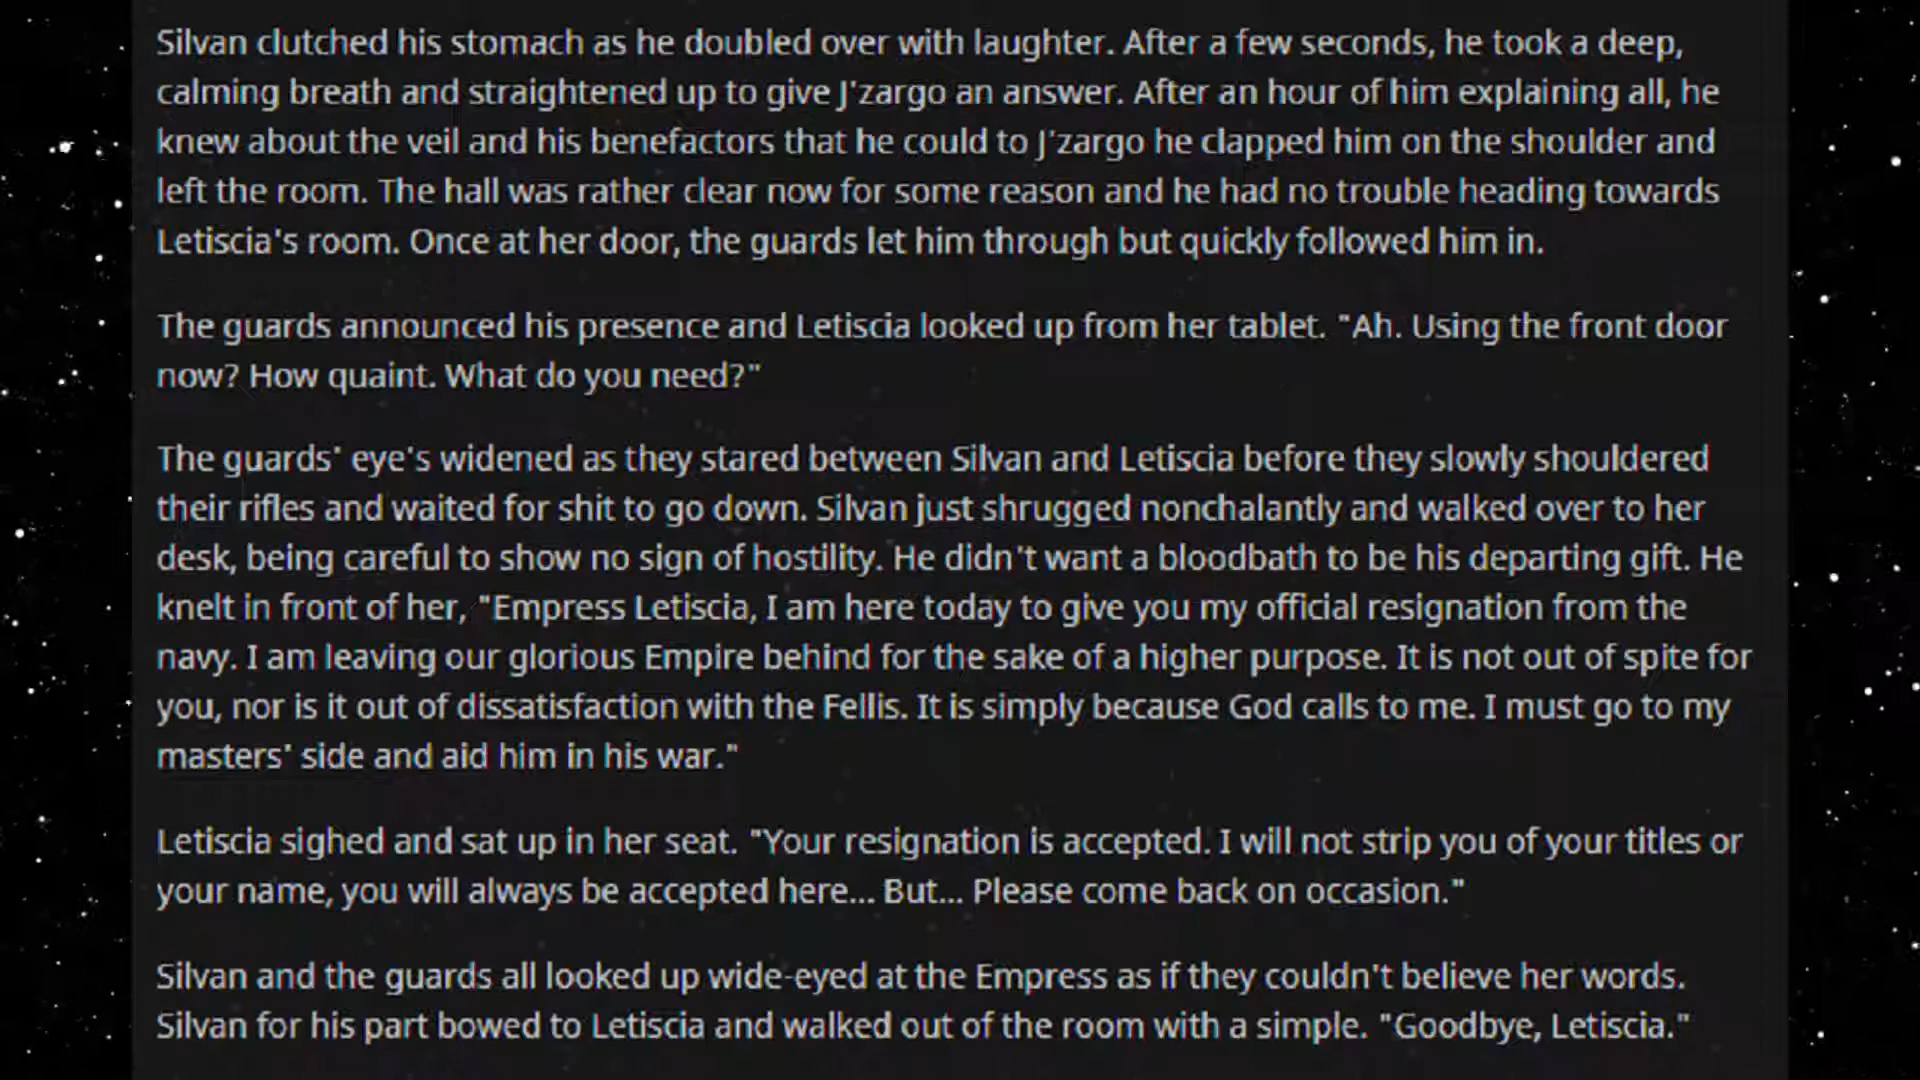 Silvan clutched his stomach as he doubled over with laughter. After a few seconds, he took a deep,
calming breath and straightened up to give J'zargo an answer. After an hour of him explaining all, he
knew about the veil and his benefactors that he could to J'zargo he clapped him on the shoulder and
left the room. The hall was rather clear now for some reason and he had no trouble heading towards
Letiscia's room. Once at her door, the guards let him through but quickly followed him in.
The guards announced his presence and Letiscia looked up from her tablet. "Ah. Using the front door
now? How quaint. What do you need?"
The guards' eye's widened as they stared between Silvan and Letiscia before they slowly shouldered
their rifles and waited for shit to go down. Silvan just shrugged nonchalantly and walked over to her
desk, being careful to show no sign of hostility. He didn't want a bloodbath to be his departing gift. He
knelt in front of her, "Empress Letiscia, I am here today to give you my official resignation from the
navy. I am leaving our glorious Empire behind for the sake of a higher purpose. It is not out of spite for
you, nor is it out of dissatisfaction with the Fellis. It is simply because God calls to me. I must go to my
masters' side and aid him in his war."
Letiscia sighed and sat up in her seat. "Your resignation is accepted. I will not strip you of your titles or
your name, you will always be accepted here... But... Please come back on occasion."
Silvan and the guards all looked up wide-eyed at the Empress as if they couldn't believe her words.
Silvan for his part bowed to Letiscia and walked out of the room with a simple. "Goodbye, Letiscia."